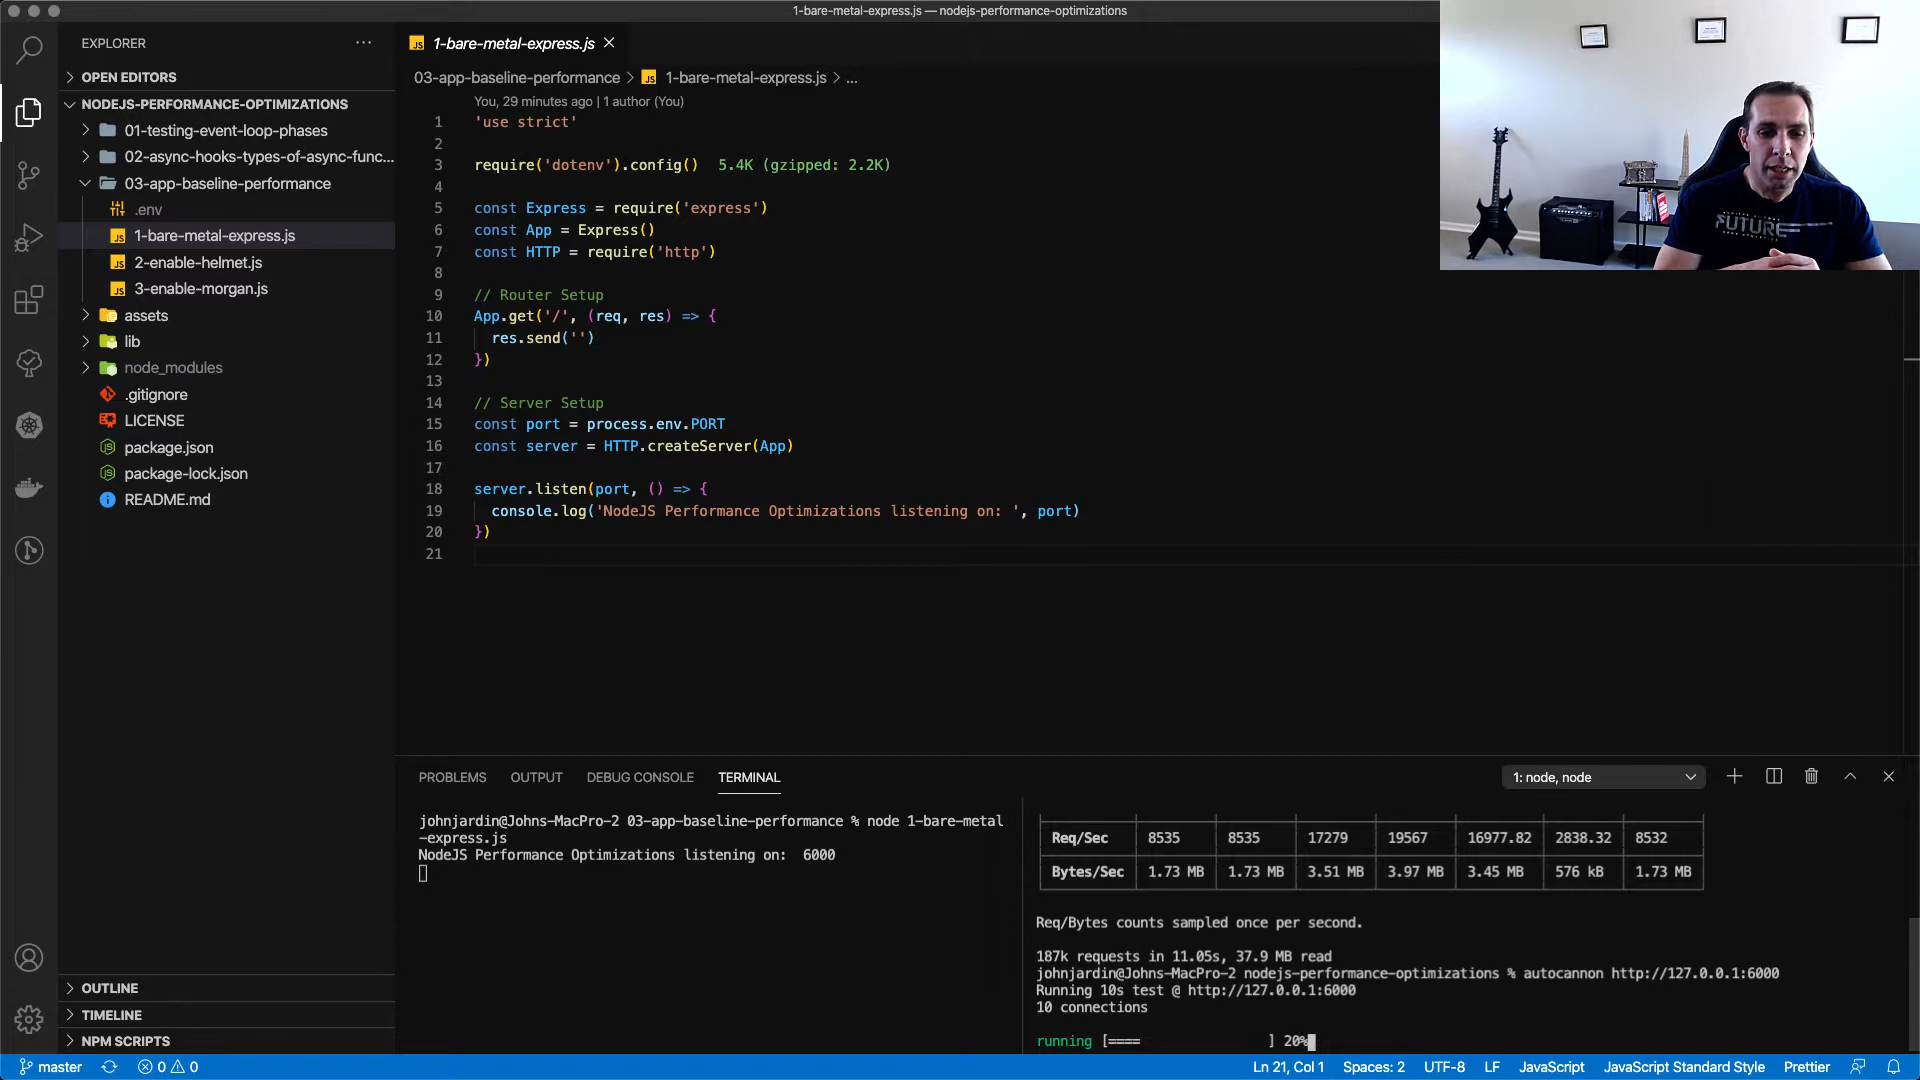 1-bare-metal-express.js — nodejs-performance-optimizations
EXPLORER
OPEN EDITORS
NODEJS-PERFORMANCE-OPTIMIZATIONS
01-testing-event-loop-phases
02-async-hooks-types-of-async-func...
03-app-baseline-performance
.env
1-bare-metal-express.js
2-enable-helmet.js
3-enable-morgan.js
assets
lib
node_modules
.gitignore
LICENSE
package.json
package-lock.json
README.md
OUTLINE
TIMELINE
NPM SCRIPTS
JS 1-bare-metal-express.js
03-app-baseline-performance > JS 1-bare-metal-express.js > ...
You, 29 minutes ago | 1 author (You)
1 'use strict'
2
3 require('dotenv').config() 5.4K (gzipped: 2.2K)
4
5 const Express = require('express')
6 const App = Express()
7 const HTTP = require('http')
8
9 // Router Setup
10 App.get('/', (req, res) => {
11 res.send('')
12 })
13
14 // Server Setup
15 const port = process.env.PORT
16 const server = HTTP.createServer(App)
17
18 server.listen(port, () => {
19 console.log('NodeJS Performance Optimizations listening on: ', port)
20 })
21
FUTURE
PROBLEMS OUTPUT DEBUG CONSOLE TERMINAL
1: node, node
johnjardin@Johns-MacPro-2 03-app-baseline-performance % node 1-bare-metal
-express.js
NodeJS Performance Optimizations listening on: 6000
Req/Sec 8535 8535 17279 19567 16977.82 2838.32 8532
Bytes/Sec 1.73 MB 1.73 MB 3.51 MB 3.97 MB 3.45 MB 576 kB 1.73 MB
Req/Bytes counts sampled once per second.
187k requests in 11.05s, 37.9 MB read
johnjardin@Johns-MacPro-2 nodejs-performance-optimizations % autocannon http://127.0.0.1:6000
Running 10s test @ http://127.0.0.1:6000
10 connections
running [==== ] 20%
master 0 0 Ln 21, Col 1 Spaces: 2 UTF-8 LF JavaScript JavaScript Standard Style Prettier